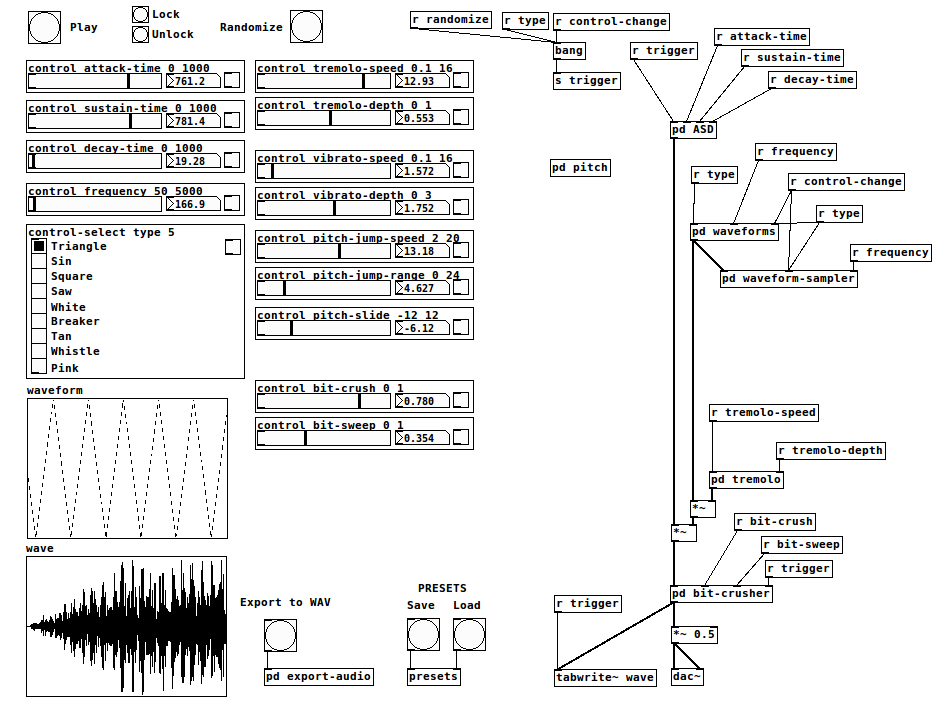 Play
Lock
Unlock
Randomize
control attack-time 0 1000
761.2
control sustain-time 0 1000
781.4
control decay-time 0 1000
19.28
control frequency 50 5000
166.9
control-select type 5
Triangle
Sin
Square
Saw
White
Breaker
Tan
Whistle
Pink
waveform
wave
control tremolo-speed 0.1 16
12.93
control tremolo-depth 0 1
0.553
control vibrato-speed 0.1 16
1.572
control vibrato-depth 0 3
1.752
control pitch-jump-speed 2 20
13.18
control pitch-jump-range 0 24
4.627
control pitch-slide -12 12
-6.12
control bit-crush 0 1
0.780
control bit-sweep 0 1
0.354
Export to WAV
pd export-audio
PRESETS
Save Load
presets
r randomize
r type
r control-change
bang
s trigger
r trigger
r attack-time
r sustain-time
r decay-time
pd ASD
pd pitch
r frequency
r type
r control-change
r type
pd waveforms
r frequency
pd waveform-sampler
r tremolo-speed
r tremolo-depth
pd tremolo
*~
*~
r bit-crush
r bit-sweep
r trigger
pd bit-crusher
r trigger
*~ 0.5
tabwrite~ wave
dac~